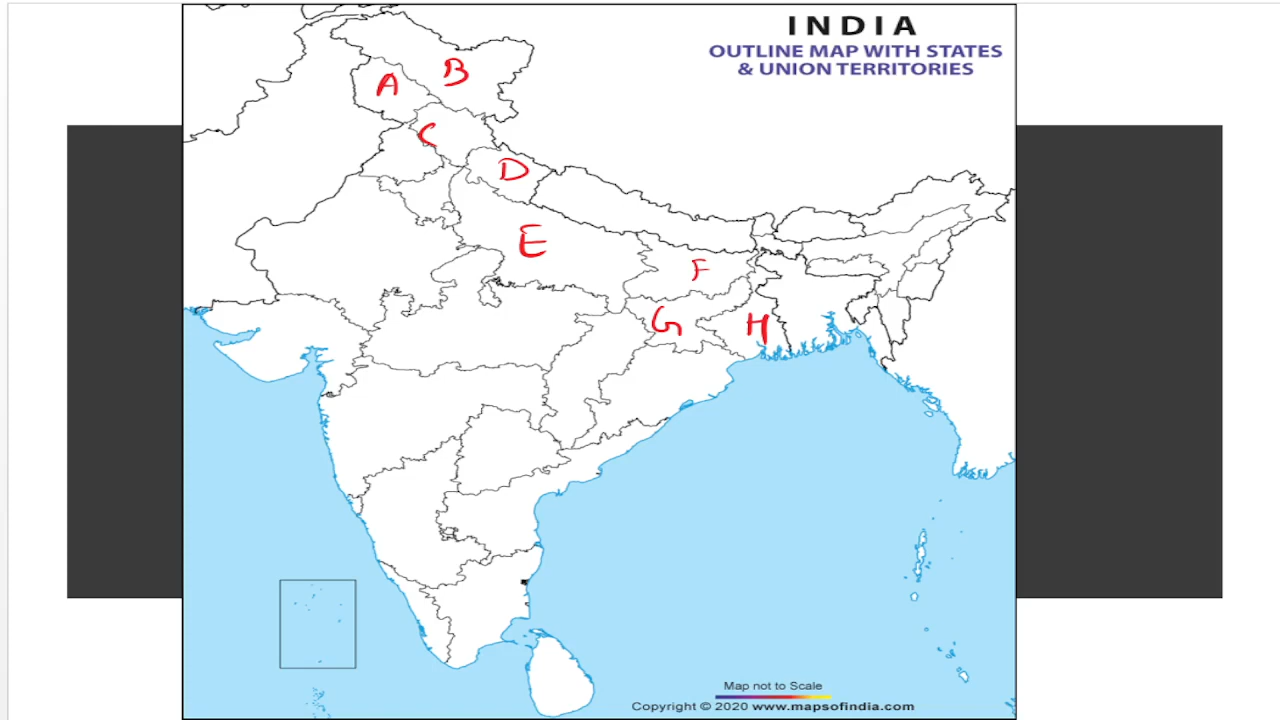 INDIA
OUTLINE MAP WITH STATES
& UNION TERRITORIES
A
B
C
D
E
F
G
H
Map not to Scale
Copyright © 2020 www.mapsofindia.com